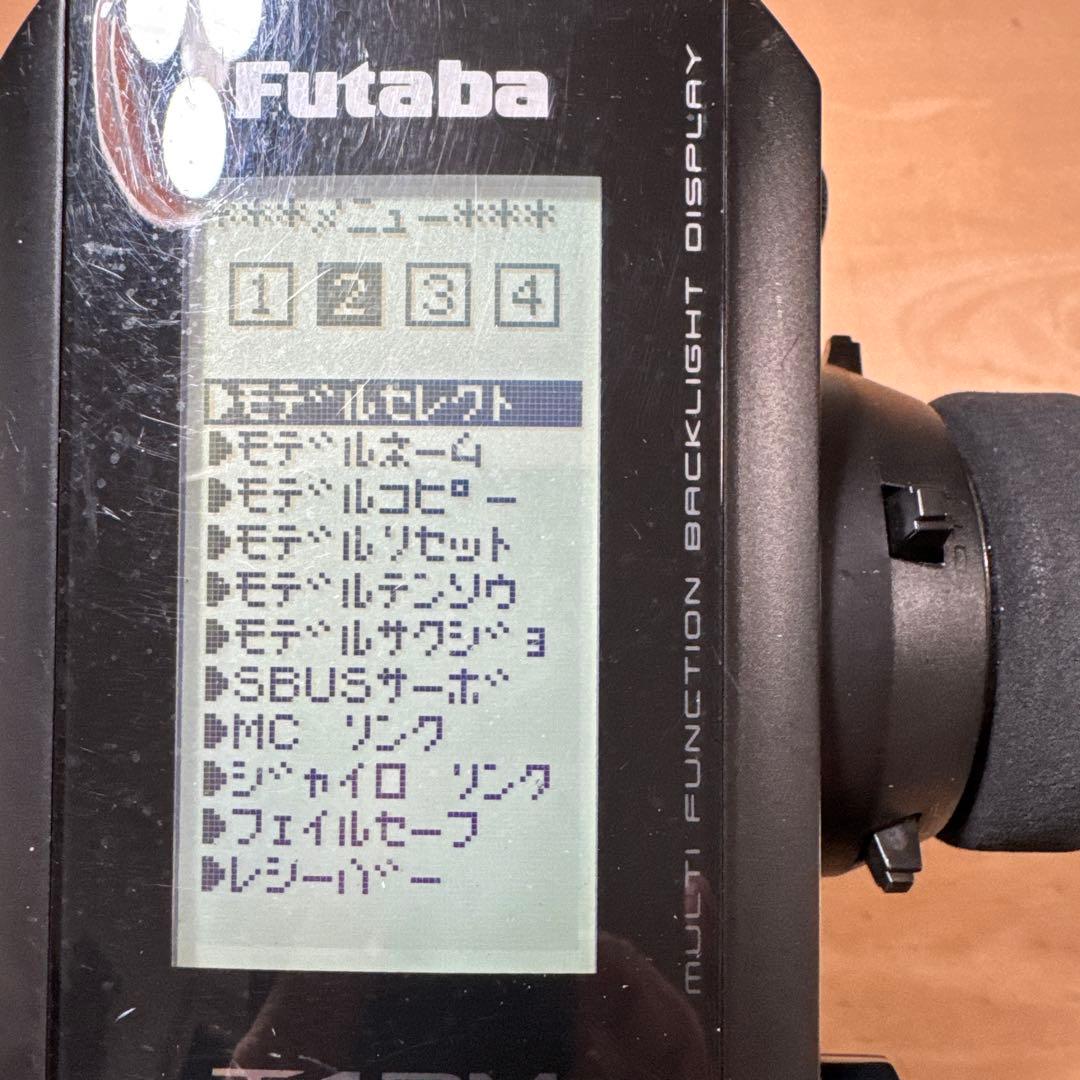 Futaba
***メニュー***
1 2 3 4
▶モデルセレクト
▶モデルネーム
▶モデルコピー
▶モデルリセット
▶モデルテンソウ
▶モデルサクジョ
▶SBUSサーボ
▶MC リンク
▶ジャイロ リンク
▶フェイルセーフ
▶レシーバー
MULTI FUNCTION BACKLIGHT DISPLAY